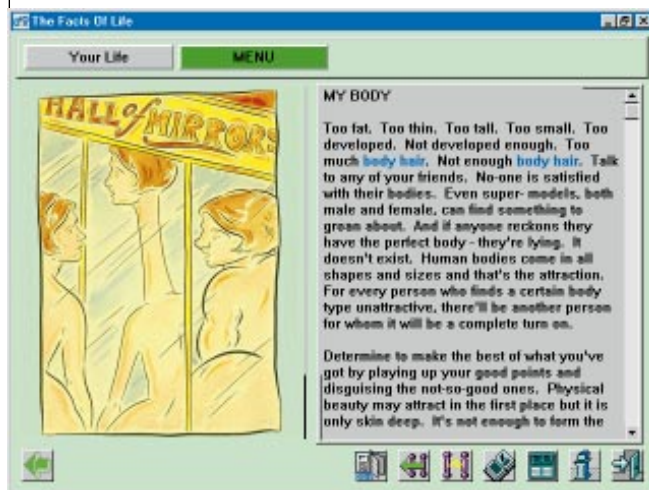 The Facts Of Life
Your Life
MENU
HALL of MIRRORS
MY BODY
Too fat. Too thin. Too tall. Too small. Too
developed. Not developed enough. Too
much body hair. Not enough body hair. Talk
to any of your friends. No-one is satisfied
with their bodies. Even super- models, both
male and female, can find something to
groan about. And if anyone reckons they
have the perfect body - they're lying. It
doesn't exist. Human bodies come in all
shapes and sizes and that's the attraction.
For every person who finds a certain body
type unattractive, there'll be another person
for whom it will be a complete turn on.
Determine to make the best of what you've
got by playing up your good points and
disguising the not-so-good ones. Physical
beauty may attract in the first place but it is
only skin deep. It's not enough to form the